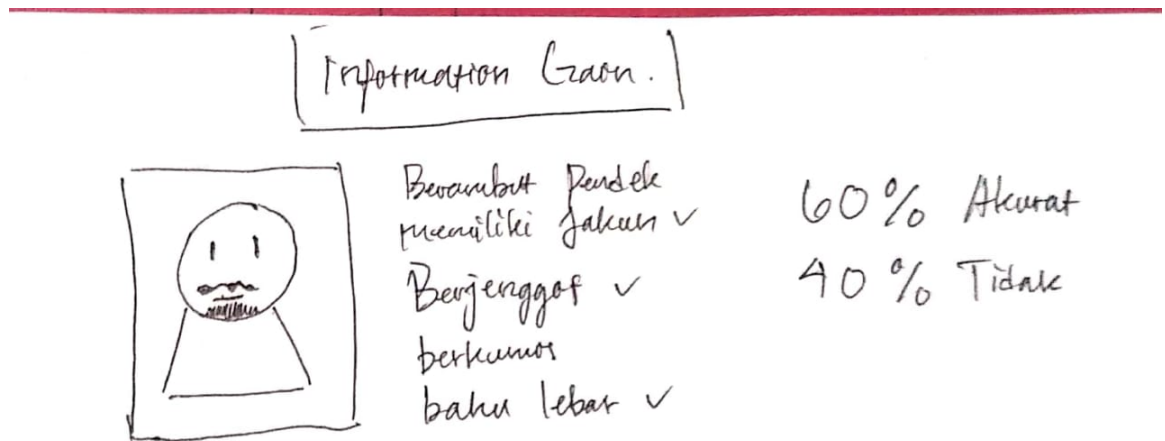 Information Gaon.
Berambut Pendek
memiliki Jakun ✓
Berjenggot ✓
berkumis
bahu lebar ✓
60% Akurat
40% Tidak